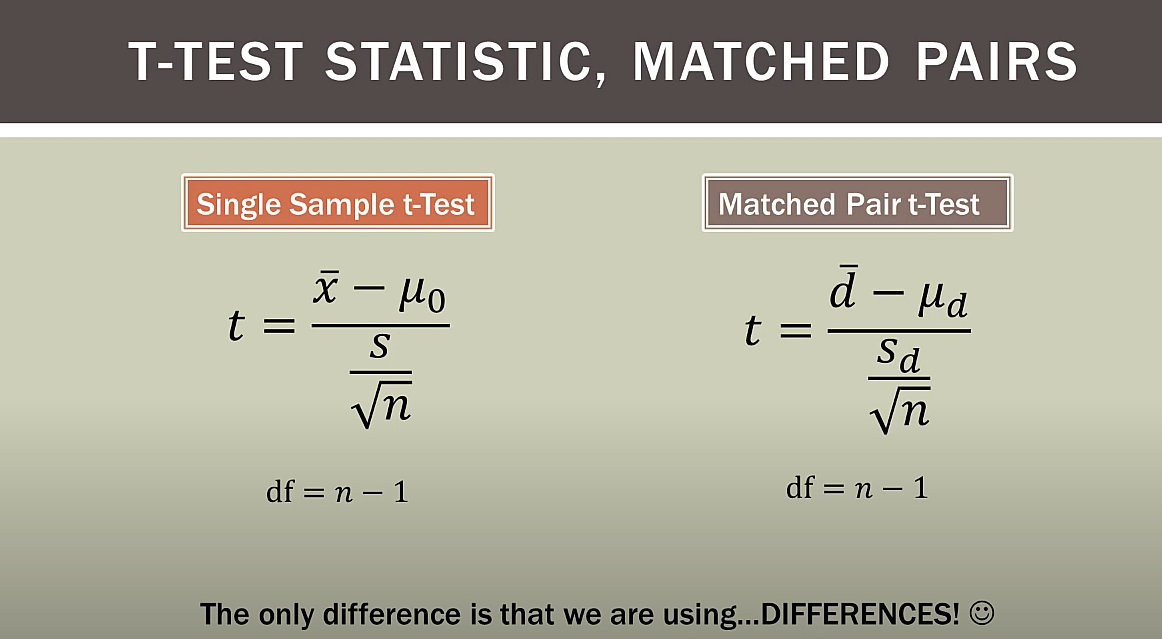 T-TEST STATISTIC, MATCHED PAIRS
Single Sample t-Test
t = (x̄ − μ₀) / (s / √n)
df = n − 1
Matched Pair t-Test
t = (d̄ − μ_d) / (s_d / √n)
df = n − 1
The only difference is that we are using...DIFFERENCES! ☺